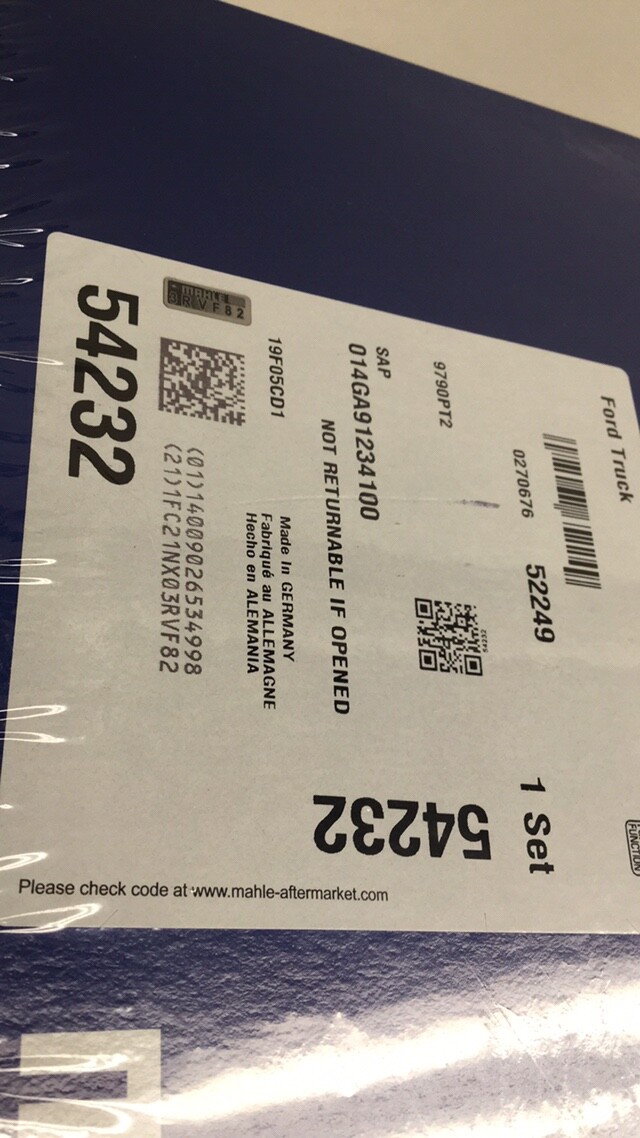 Ford Truck
0270676 52249 1 Set
9790PT2
SAP
014GA91234100
NOT RETURNABLE IF OPENED
54232
19F05CD1
Made In GERMANY
Fabriqué au ALLEMAGNE
Hecho en ALEMANIA
MAHLE
3RVF82
(01)14009026534998
(21)1FC21NX03RVF82
54232
Please check code at www.mahle-aftermarket.com
FUNCTION